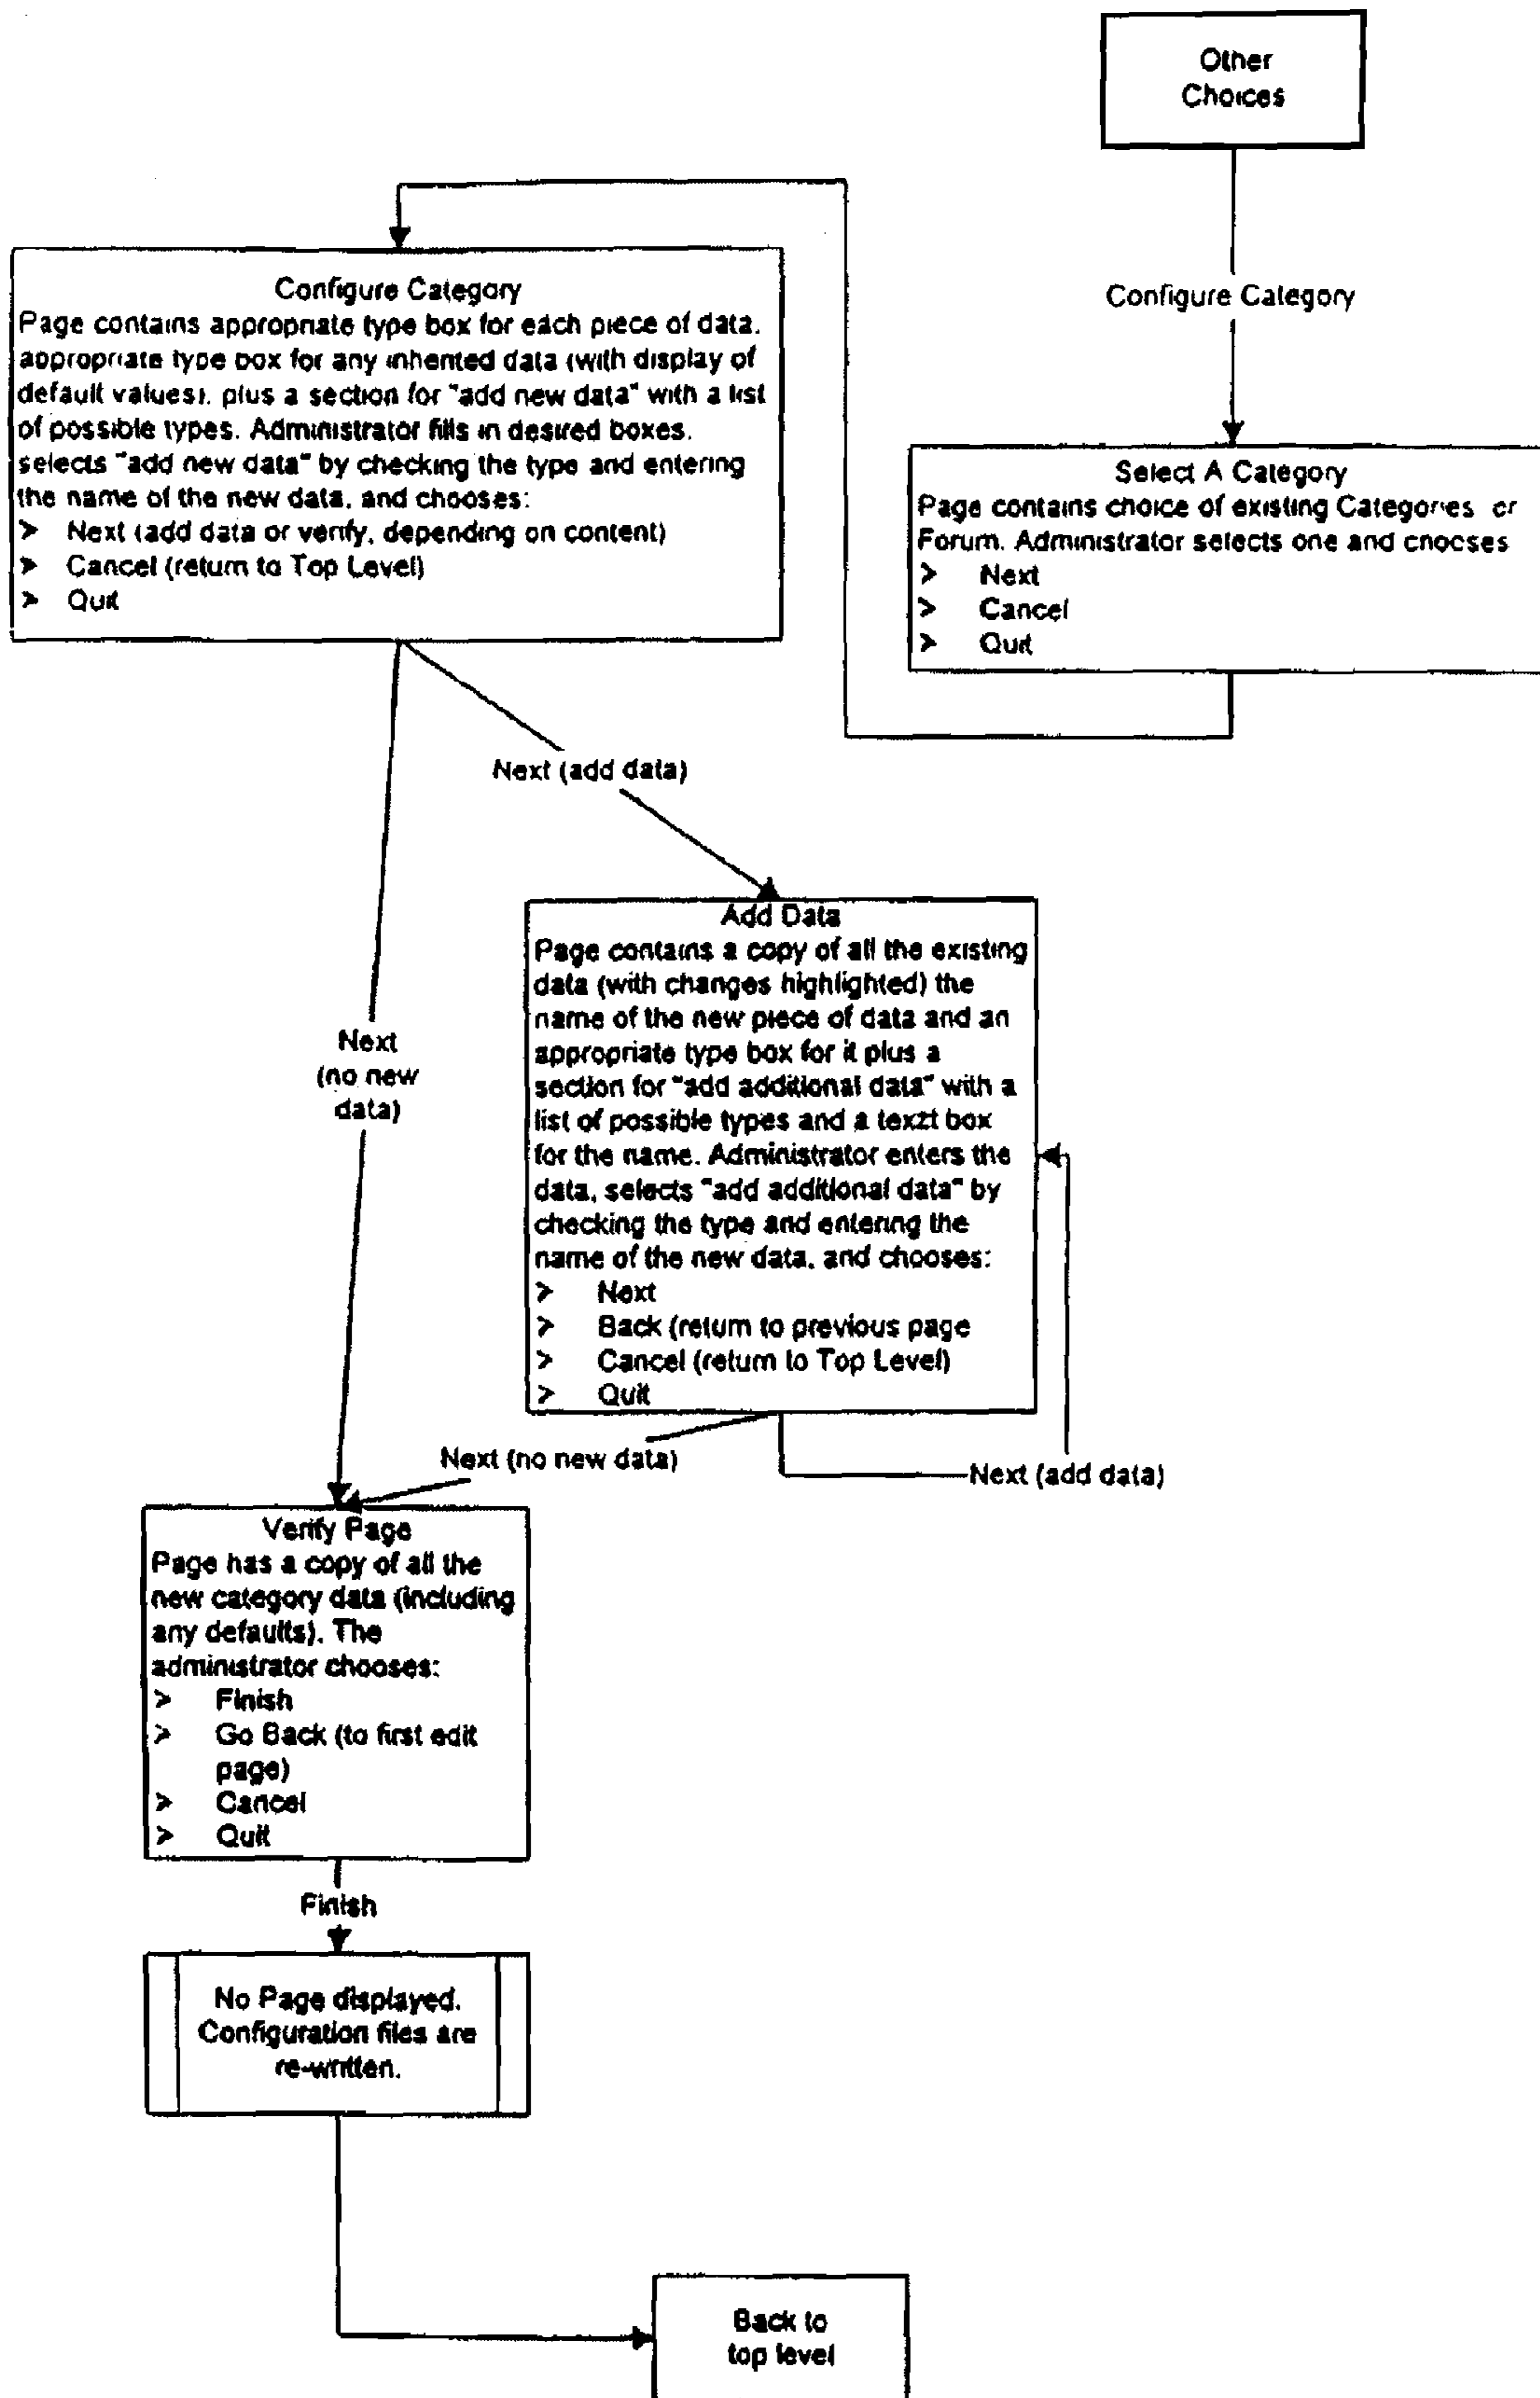 Other
Choices
Configure Category
Select A Category
Page contains choice of existing Categories or
Forum. Administrator selects one and chooses
> Next
> Cancel
> Quit
Configure Category
Page contains appropriate type box for each piece of data.
appropriate type box for any inherited data (with display of
default values), plus a section for "add new data" with a list
of possible types. Administrator fills in desired boxes,
selects "add new data" by checking the type and entering
the name of the new data, and chooses:
> Next (add data or verify, depending on content)
> Cancel (return to Top Level)
> Quit
Next (add data)
Next
(no new
data)
Add Data
Page contains a copy of all the existing
data (with changes highlighted) the
name of the new piece of data and an
appropriate type box for it plus a
section for "add additional data" with a
list of possible types and a texzt box
for the name. Administrator enters the
data, selects "add additional data" by
checking the type and entering the
name of the new data, and chooses:
> Next
> Back (return to previous page
> Cancel (return to Top Level)
> Quit
Next (no new data)
Next (add data)
Verify Page
Page has a copy of all the
new category data (including
any defaults). The
administrator chooses:
> Finish
> Go Back (to first edit
page)
> Cancel
> Quit
Finish
No Page displayed.
Configuration files are
re-written.
Back to
top level